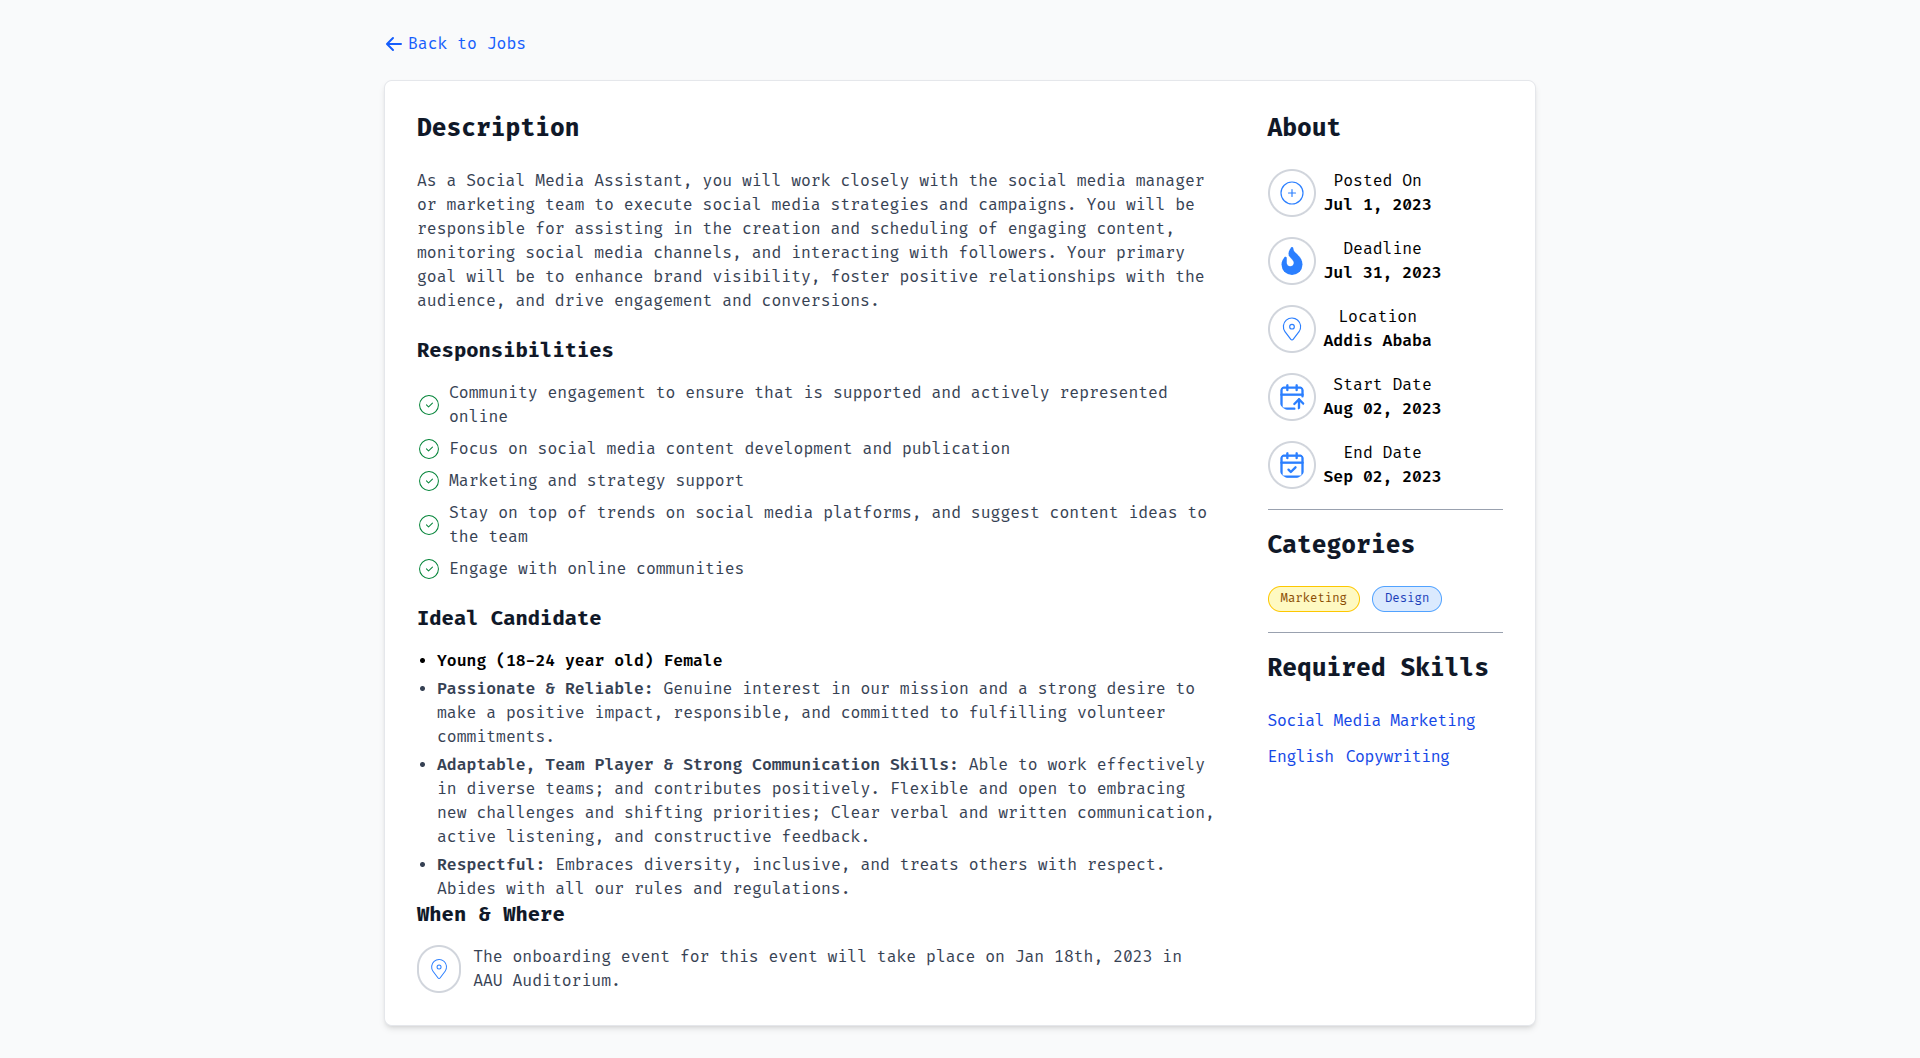 Back to Jobs
Description
As a Social Media Assistant, you will work closely with the social media manager
or marketing team to execute social media strategies and campaigns. You will be
responsible for assisting in the creation and scheduling of engaging content,
monitoring social media channels, and interacting with followers. Your primary
goal will be to enhance brand visibility, foster positive relationships with the
audience, and drive engagement and conversions.
Responsibilities
Community engagement to ensure that is supported and actively represented
online
Focus on social media content development and publication
Marketing and strategy support
Stay on top of trends on social media platforms, and suggest content ideas to
the team
Engage with online communities
Ideal Candidate
• Young (18-24 year old) Female
• Passionate & Reliable: Genuine interest in our mission and a strong desire to
make a positive impact, responsible, and committed to fulfilling volunteer
commitments.
• Adaptable, Team Player & Strong Communication Skills: Able to work effectively
in diverse teams; and contributes positively. Flexible and open to embracing
new challenges and shifting priorities; Clear verbal and written communication,
active listening, and constructive feedback.
• Respectful: Embraces diversity, inclusive, and treats others with respect.
Abides with all our rules and regulations.
When & Where
The onboarding event for this event will take place on Jan 18th, 2023 in
AAU Auditorium.
About
Posted On
Jul 1, 2023
Deadline
Jul 31, 2023
Location
Addis Ababa
Start Date
Aug 02, 2023
End Date
Sep 02, 2023
Categories
Marketing
Design
Required Skills
Social Media Marketing
English Copywriting